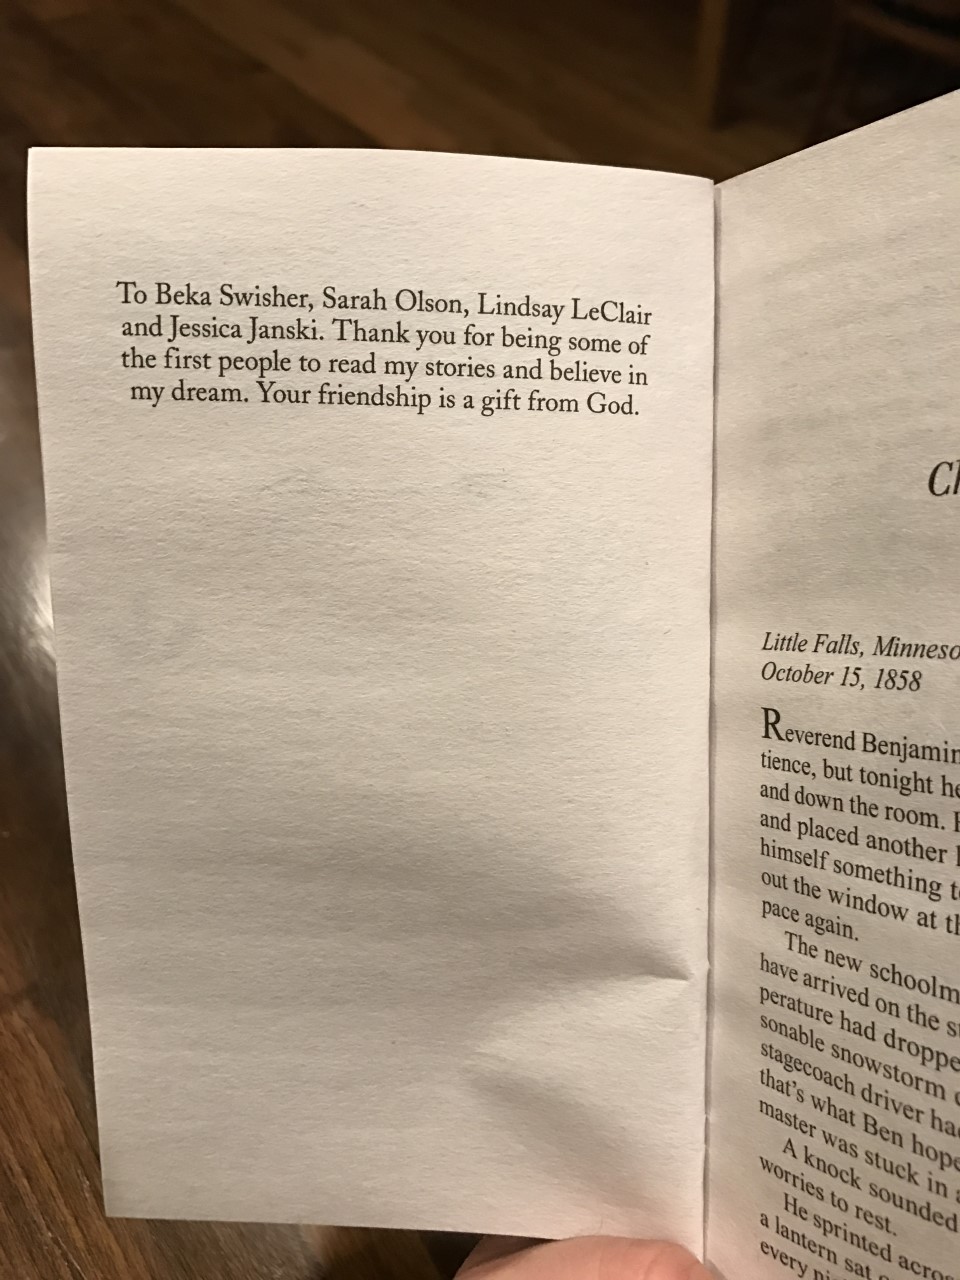 To Beka Swisher, Sarah Olson, Lindsay LeClair
and Jessica Janski. Thank you for being some of
the first people to read my stories and believe in
my dream. Your friendship is a gift from God.
Little Falls,
October 15, 1858
Reverend Benjamin
tience, but tonight
and down the room.
and placed another
himself something
out the window at
pace again.
The new
have arrived on the
perature had
sonable snowstorm
stagecoach driver
that's what Ben
master was stuck in
A knock sounded
worries to rest.
He sprinted
a lantern sat
every